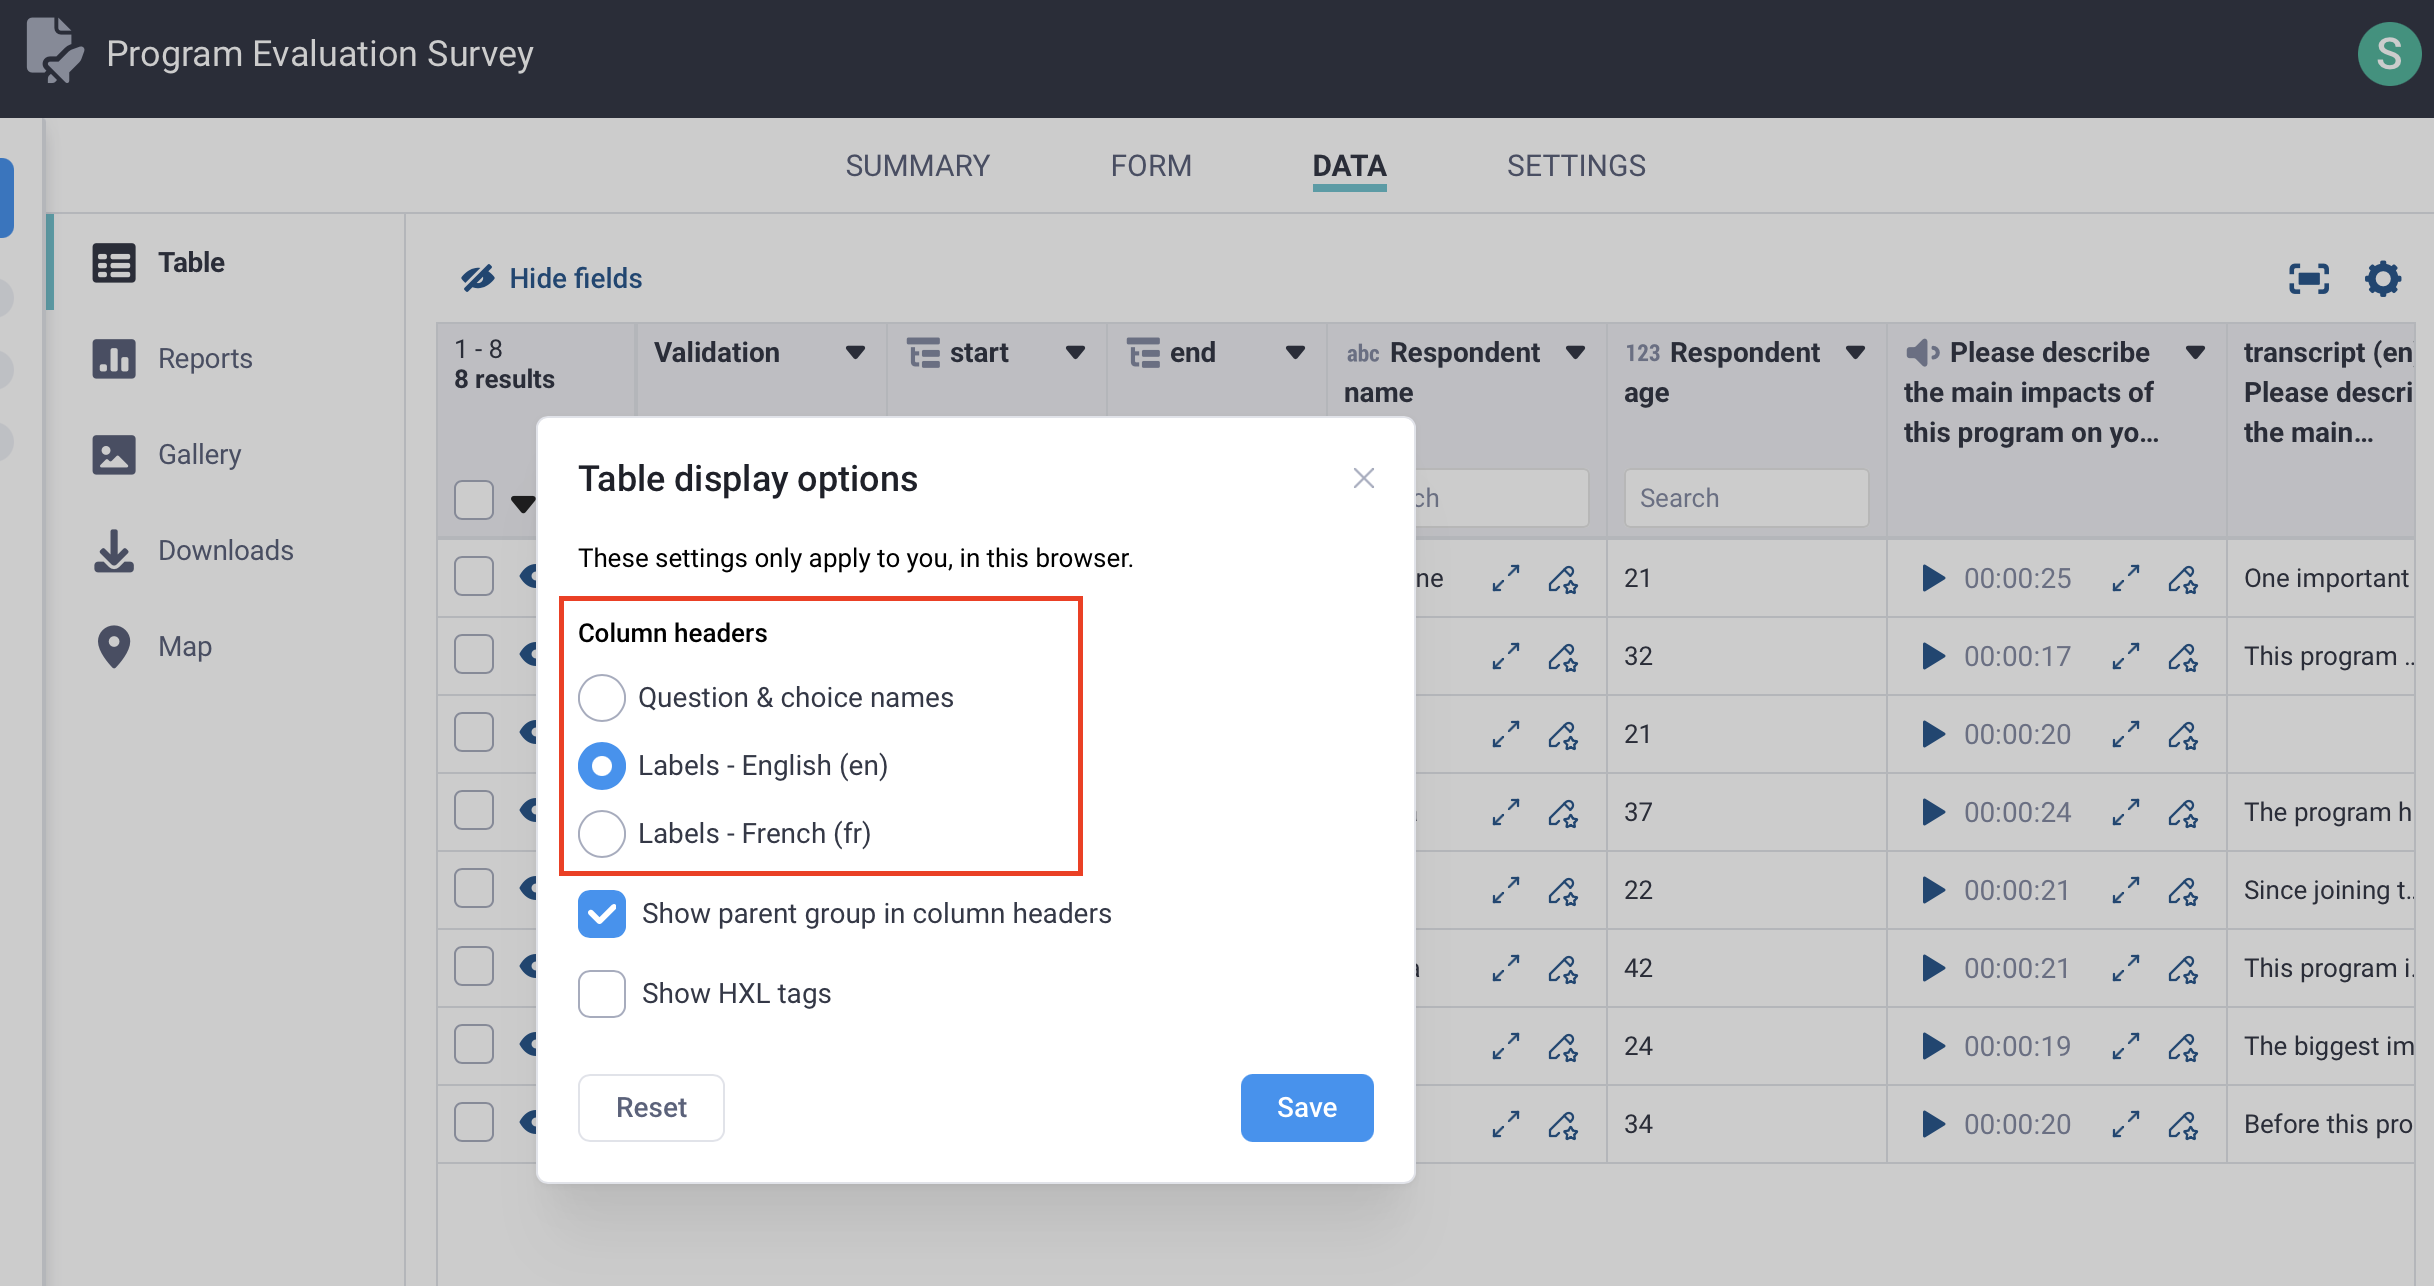 Program Evaluation Survey
S
SUMMARY
FORM
DATA
SETTINGS
Table
Reports
Gallery
Downloads
Map
Hide fields
1 - 8
8 results
Validation
start
end
abc Respondent
name
123 Respondent
age
Search
Please describe
the main impacts of
this program on yo...
transcript (en
Please descri
the main...
Table display options
These settings only apply to you, in this browser.
Column headers
Question & choice names
Labels - English (en)
Labels - French (fr)
Show parent group in column headers
Show HXL tags
Reset
Save
21 00:00:25 One important
32 00:00:17 This program ..
21 00:00:20
37 00:00:24 The program h
22 00:00:21 Since joining t..
42 00:00:21 This program i.
24 00:00:19 The biggest im
34 00:00:20 Before this pro